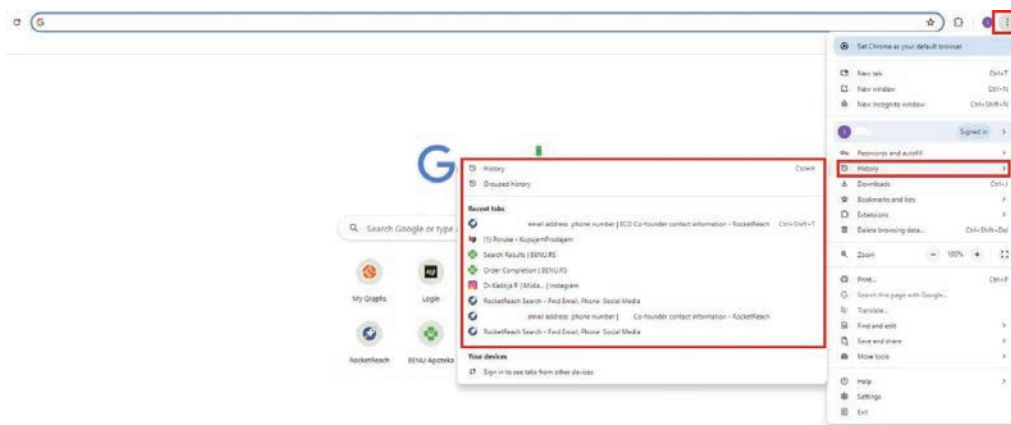 G
Set Chrome as your default browser
New tab Ctrl+T
New window Ctrl+N
New Incognito window Ctrl+Shift+N
Signed in
Passwords and autofill
History
Downloads Ctrl+J
Bookmarks and lists
Extensions
Delete browsing data... Ctrl+Shift+Del
Zoom - 100% +
Print... Ctrl+P
Search this page with Google...
Translate...
Find and edit
Save and share
More tools
Help
Settings
Exit
History Ctrl+H
Grouped history
Recent tabs
email address phone number | ECD Co-founder contact information - RocketReach Ctrl+Shift+T
(1) Poruke - KupujemProdajem
Search Results | BENU.RS
Order Completion | BENU.RS
Dr.Kadzija R | | Instagram
RocketReach Search - Find Email, Phone Social Media
email address phone number | Co-founder contact information - RocketReach
RocketReach Search - Find Email, Phone Social Media
Your devices
Sign in to see tabs from other devices
G
Search Google or type
My Graphs
Login
RocketReach
BENU Apoteka